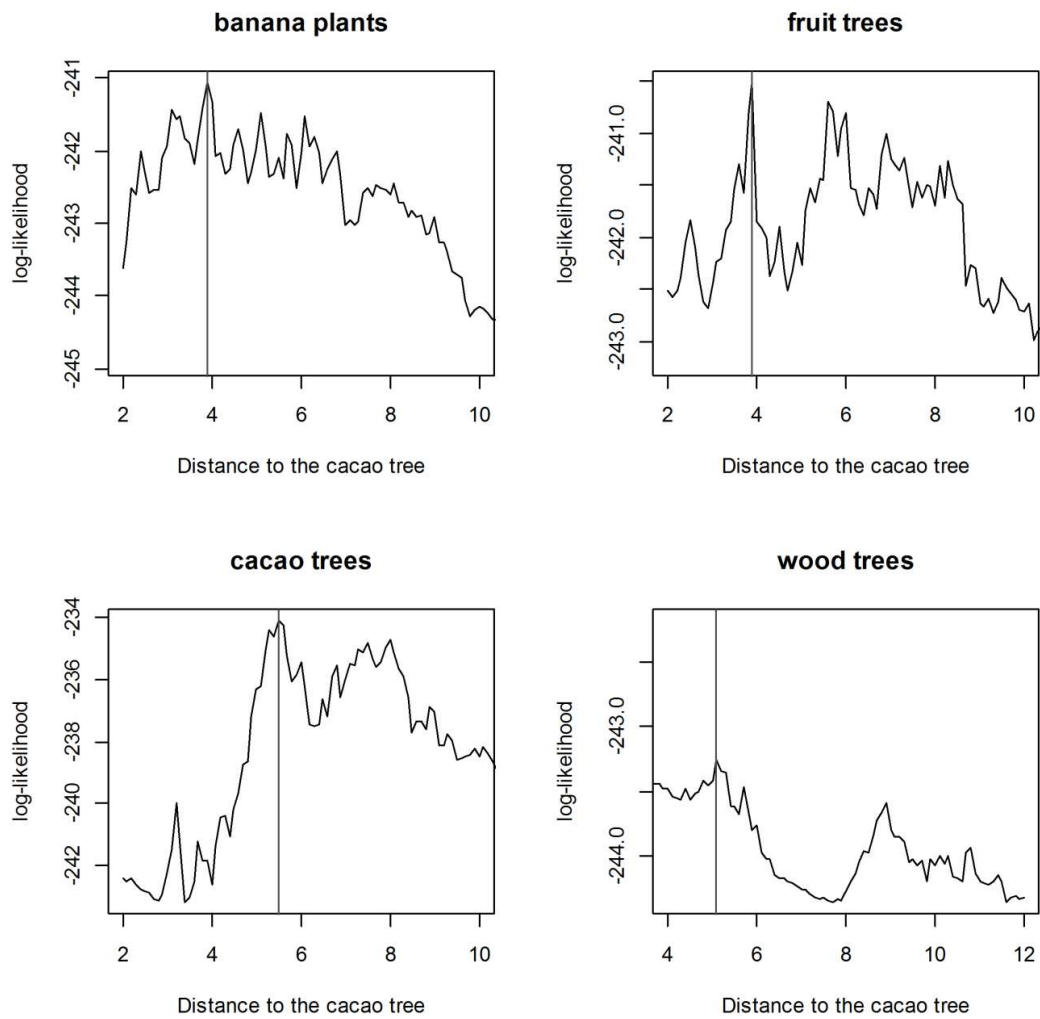 banana plants
log-likelihood
-241
-242
-243
-244
-245
2 4 6 8 10
Distance to the cacao tree
fruit trees
log-likelihood
-241.0
-242.0
-243.0
2 4 6 8 10
Distance to the cacao tree
cacao trees
log-likelihood
-234
-236
-238
-240
-242
2 4 6 8 10
Distance to the cacao tree
wood trees
log-likelihood
-243.0
-244.0
4 6 8 10 12
Distance to the cacao tree